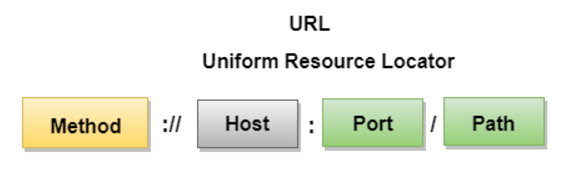 URL
Uniform Resource Locator
Method :// Host : Port / Path